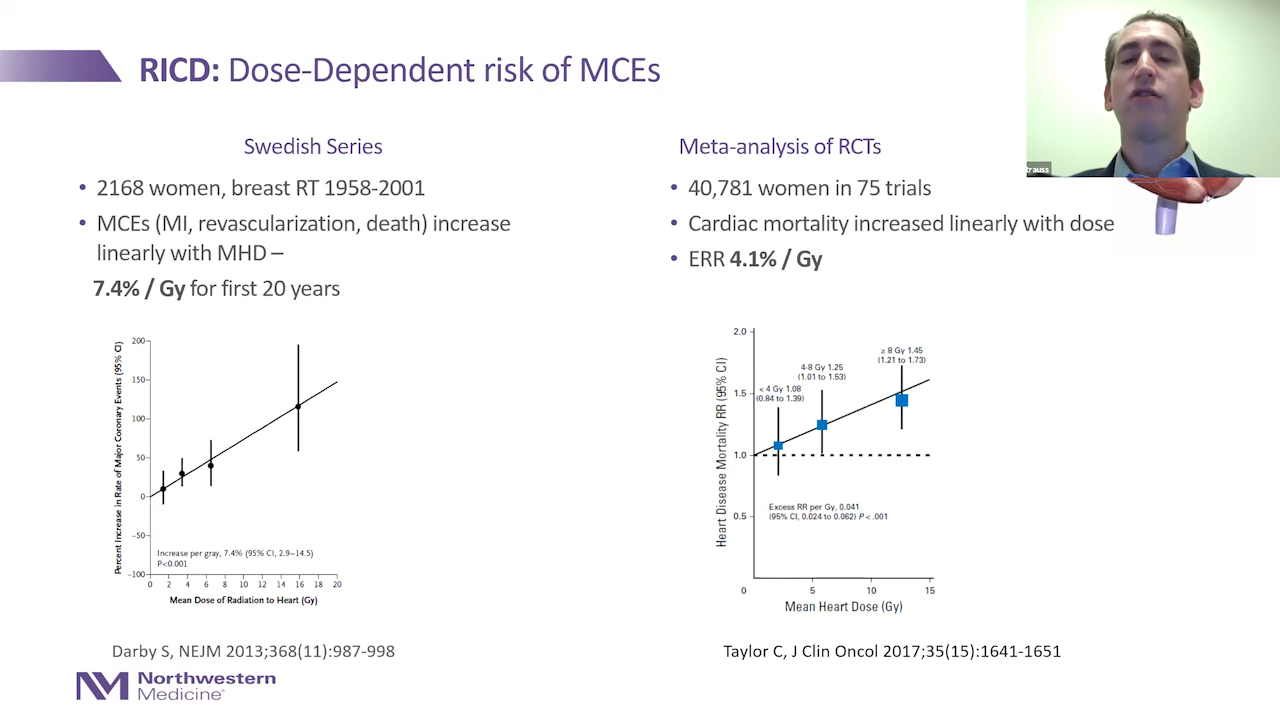 RICD: Dose-Dependent risk of MCEs
Swedish Series
• 2168 women, breast RT 1958-2001
• MCEs (MI, revascularization, death) increase
linearly with MHD –
7.4% / Gy for first 20 years
Percent Increase in Rate of Major Coronary Events (95% CI)
200
150
100
50
0
−50
−100
Increase per gray, 7.4% (95% CI, 2.9–14.5)
P<0.001
0 2 4 6 8 10 12 14 16 18 20
Mean Dose of Radiation to Heart (Gy)
Darby S, NEJM 2013;368(11):987-998
Meta-analysis of RCTs
• 40,781 women in 75 trials
• Cardiac mortality increased linearly with dose
• ERR 4.1% / Gy
Heart Disease Mortality RR (95% CI)
2.0
1.5
1.0
0.5
< 4 Gy 1.08
(0.84 to 1.39)
4-8 Gy 1.25
(1.01 to 1.53)
≥ 8 Gy 1.45
(1.21 to 1.73)
Excess RR per Gy, 0.041
(95% CI, 0.024 to 0.062) P < .001
0 5 10 15
Mean Heart Dose (Gy)
Taylor C, J Clin Oncol 2017;35(15):1641-1651
trauss
NM Northwestern
Medicine®